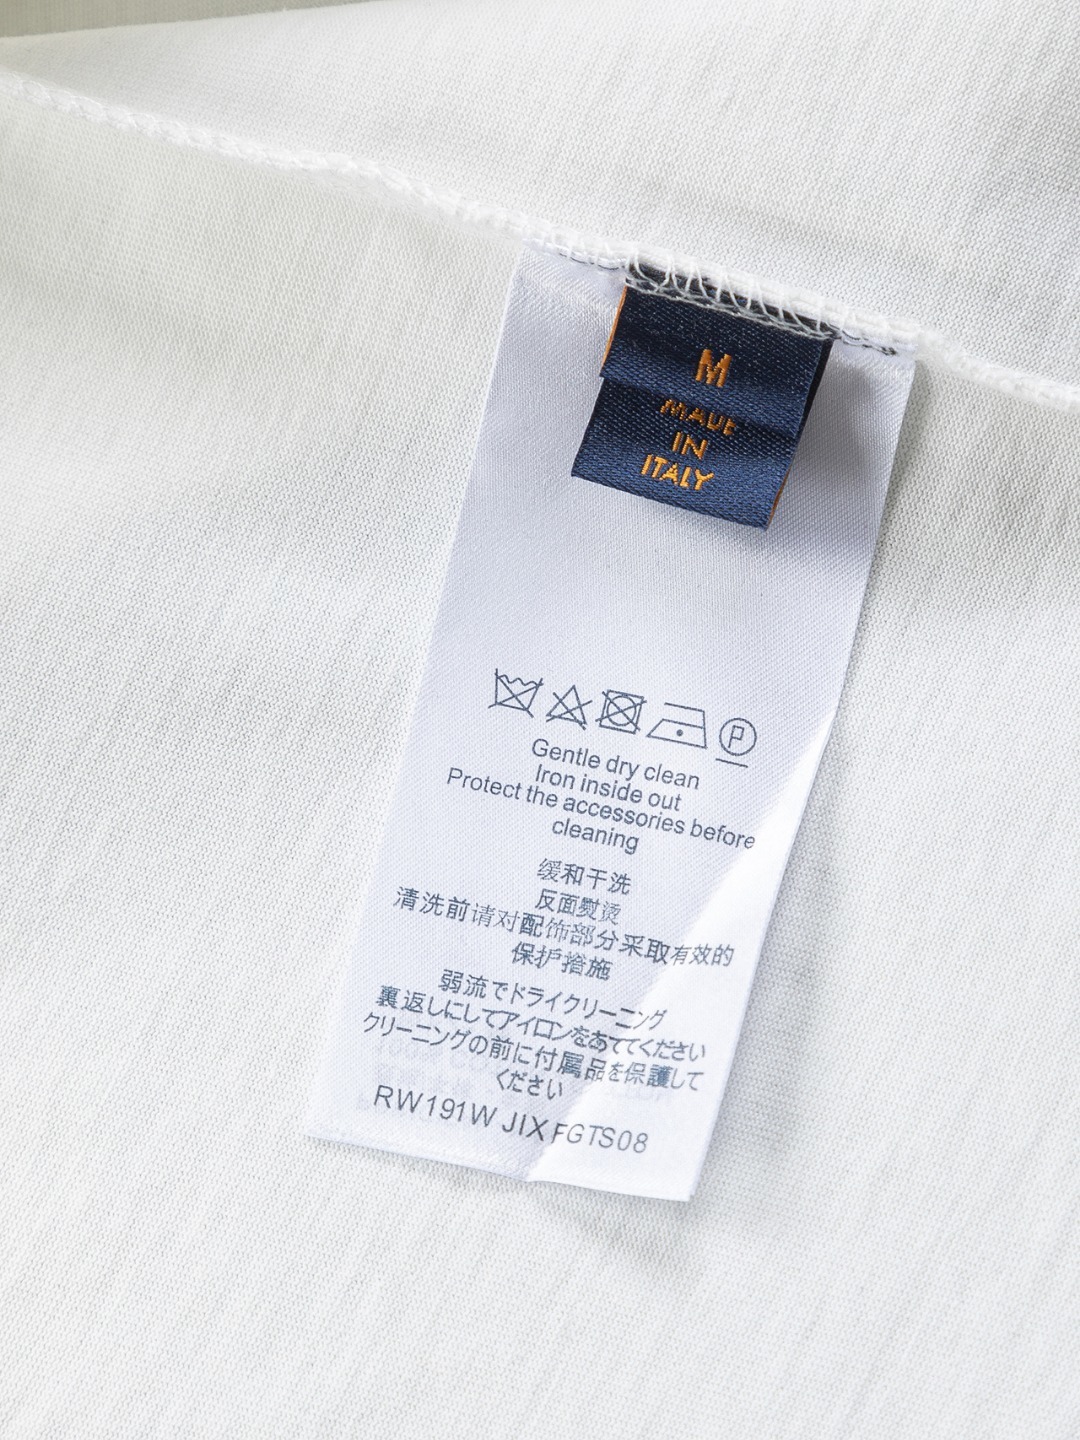 M
MADE
IN
ITALY
P
Gentle dry clean
Iron inside out
Protect the accessories before
cleaning
缓和干洗
反面熨烫
清洗前请对配饰部分采取有效的
保护措施
弱流でドライクリーニング
裏返しにしてアイロンをあててください
クリーニングの前に付属品を保護して
ください
RW191W JIX FGTS08